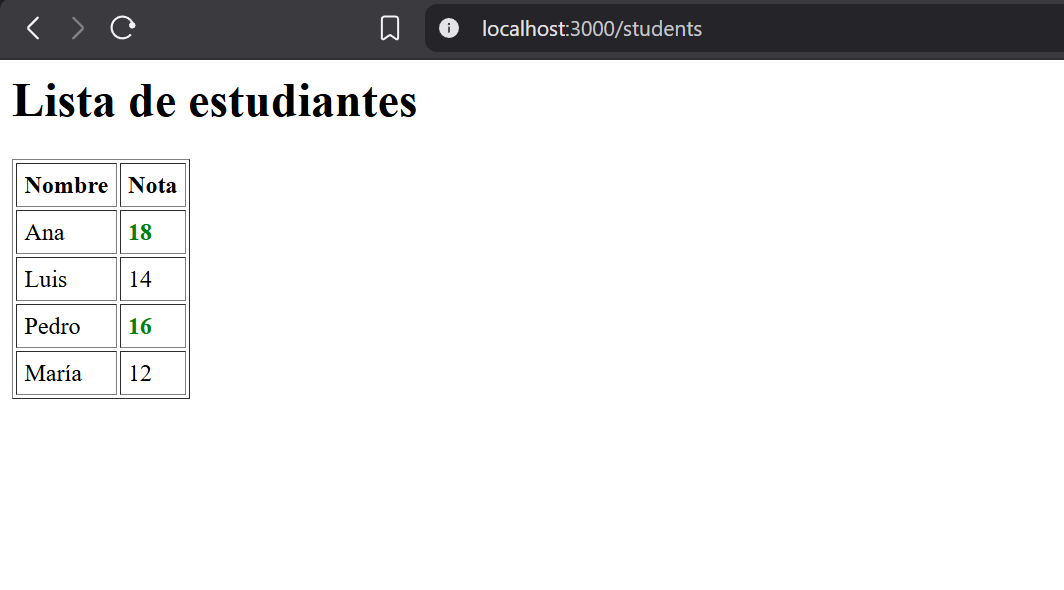 localhost:3000/students
Lista de estudiantes
Nombre Nota
Ana 18
Luis 14
Pedro 16
María 12